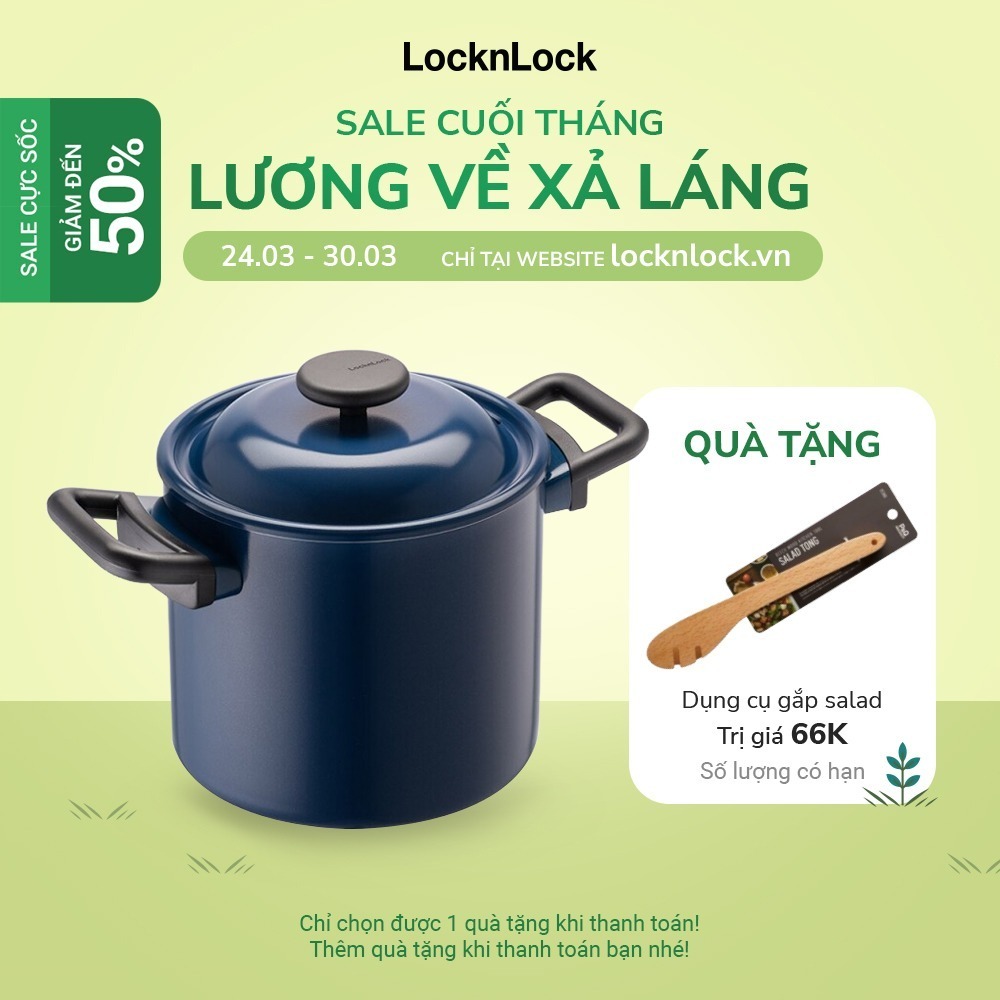 LocknLock
SALE CUỐI THÁNG
LƯƠNG VỀ XẢ LÁNG
24.03 - 30.03 CHỈ TẠI WEBSITE locknlock.vn
SALE CỰC SỐC
GIẢM ĐẾN
50%
LocknLock
QUÀ TẶNG
SALAD TONG
Dụng cụ gắp salad
Trị giá 66K
Số lượng có hạn
Chỉ chọn được 1 quà tặng khi thanh toán!
Thêm quà tặng khi thanh toán bạn nhé!